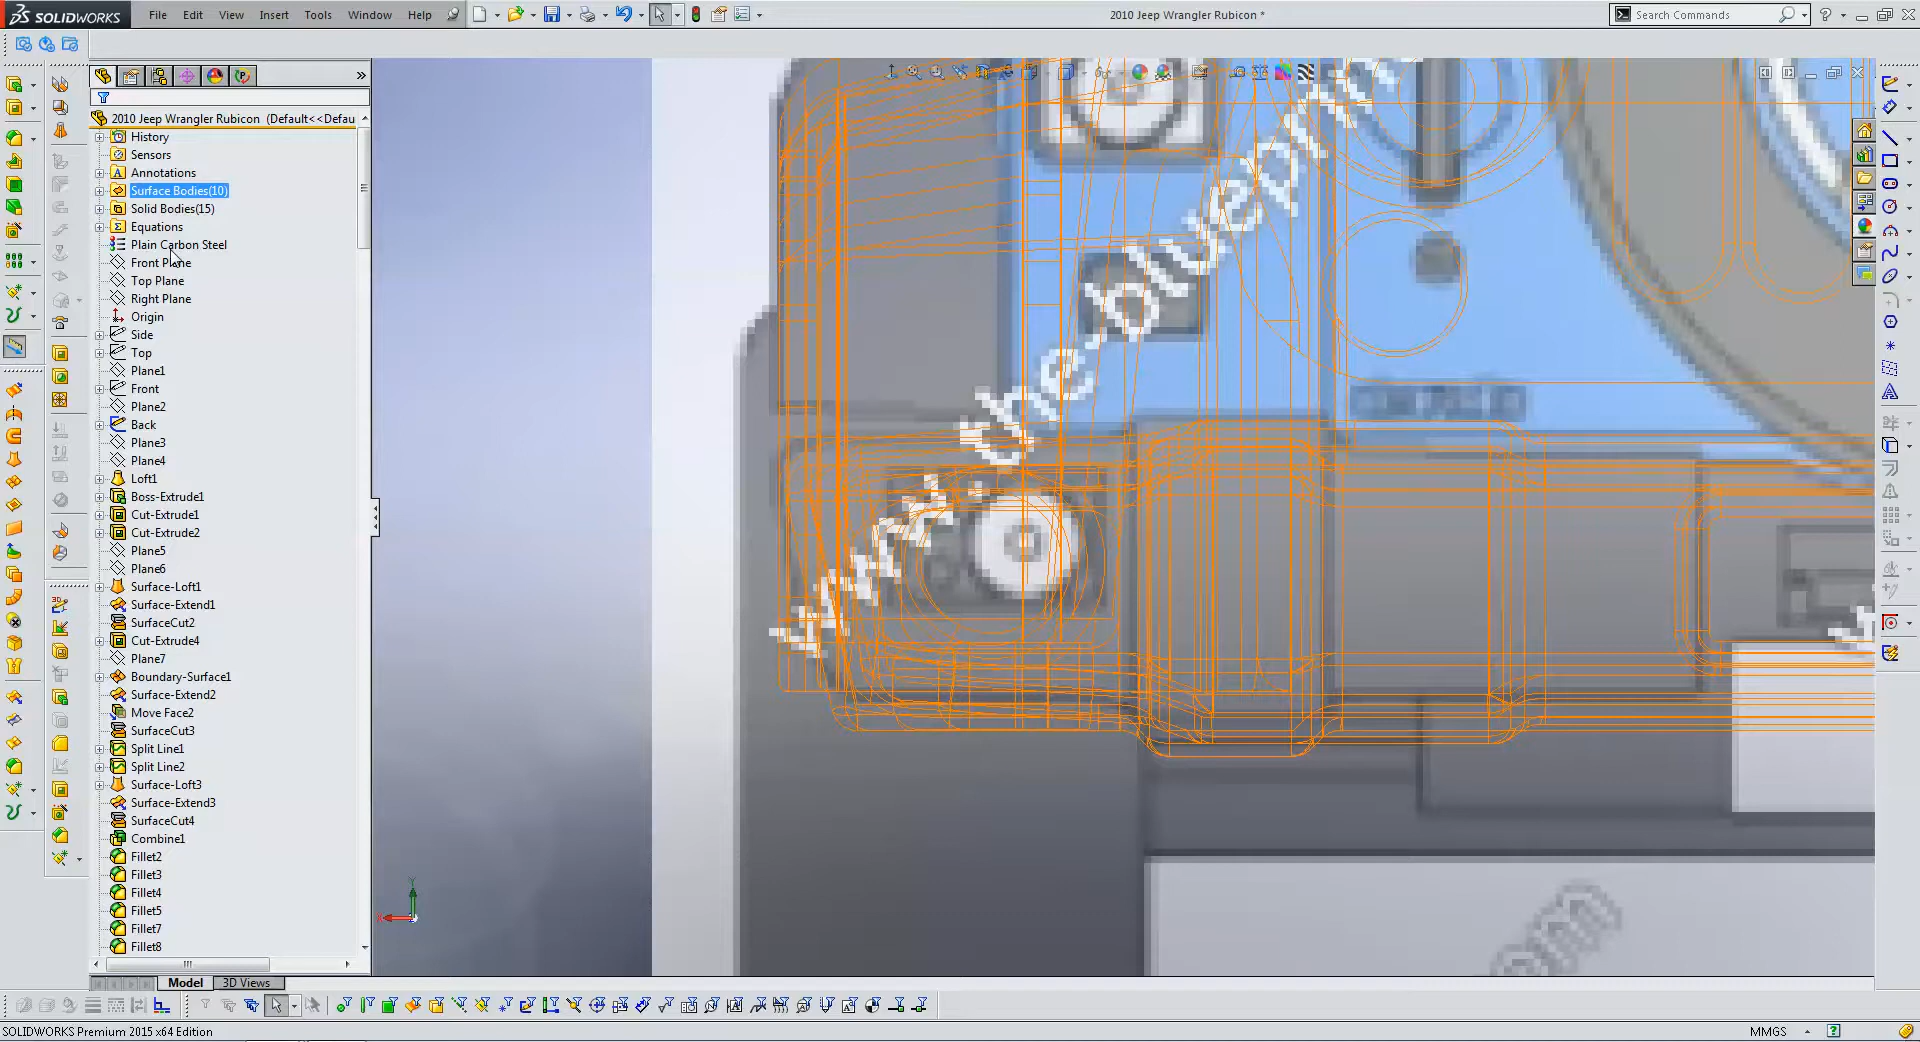 SOLIDWORKS
File Edit View Insert Tools Window Help
2010 Jeep Wrangler Rubicon *
Search Commands
2010 Jeep Wrangler Rubicon (Default<<Defau
History
Sensors
Annotations
Surface Bodies(10)
Solid Bodies(15)
Equations
Plain Carbon Steel
Front Plane
Top Plane
Right Plane
Origin
Side
Top
Plane1
Front
Plane2
Back
Plane3
Plane4
Loft1
Boss-Extrude1
Cut-Extrude1
Cut-Extrude2
Plane5
Plane6
Surface-Loft1
Surface-Extend1
SurfaceCut2
Cut-Extrude4
Plane7
Boundary-Surface1
Surface-Extend2
Move Face2
SurfaceCut3
Split Line1
Split Line2
Surface-Loft3
Surface-Extend3
SurfaceCut4
Combine1
Fillet2
Fillet3
Fillet4
Fillet5
Fillet7
Fillet8
Model 3D Views
SOLIDWORKS Premium 2015 x64 Edition
MMGS